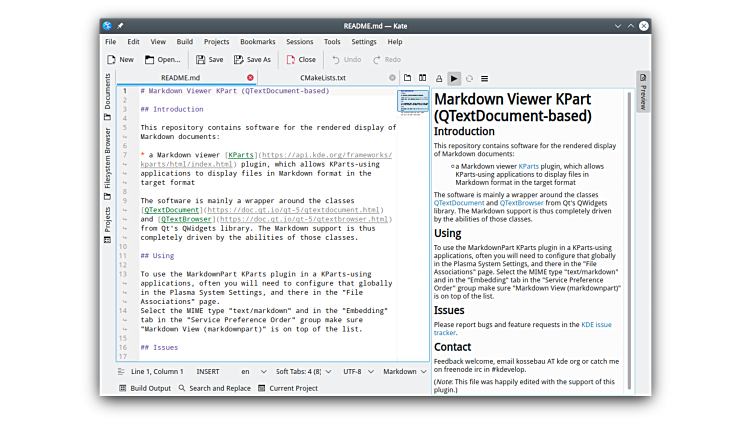 README.md — Kate
File Edit View Build Projects Bookmarks Sessions Tools Settings Help
New Open... Save Save As Close Undo Redo
README.md CMakeLists.txt
Documents
Filesystem Browser
Projects
1 # Markdown Viewer KPart (QTextDocument-based)
2
3 ## Introduction
4
5 This repository contains software for the rendered display of
Markdown documents:
6
7 * a Markdown viewer [KParts](https://api.kde.org/frameworks/
kparts/html/index.html) plugin, which allows KParts-using
applications to display files in Markdown format in the
target format
8
9 The software is mainly a wrapper around the classes
[QTextDocument](https://doc.qt.io/qt-5/qtextdocument.html)
and [QTextBrowser](https://doc.qt.io/qt-5/qtextbrowser.html)
from Qt's QWidgets library. The Markdown support is thus
completely driven by the abilities of those classes.
10
11 ## Using
12
13 To use the MarkdownPart KParts plugin in a KParts-using
applications, often you will need to configure that globally
in the Plasma System Settings, and there in the "File
Associations" page.
14 Select the MIME type "text/markdown" and in the "Embedding"
tab in the "Service Preference Order" group make sure
"Markdown View (markdownpart)" is on top of the list.
15
16 ## Issues
17
Markdown Viewer KPart
(QTextDocument-based)
Introduction
This repository contains software for the rendered display
of Markdown documents:
a Markdown viewer KParts plugin, which allows
KParts-using applications to display files in
Markdown format in the target format
The software is mainly a wrapper around the classes
QTextDocument and QTextBrowser from Qt's QWidgets
library. The Markdown support is thus completely driven
by the abilities of those classes.
Using
To use the MarkdownPart KParts plugin in a KParts-using
applications, often you will need to configure that globally
in the Plasma System Settings, and there in the "File
Associations" page. Select the MIME type "text/markdown"
and in the "Embedding" tab in the "Service Preference
Order" group make sure "Markdown View (markdownpart)"
is on top of the list.
Issues
Please report bugs and feature requests in the KDE issue
tracker.
Contact
Feedback welcome, email kossebau AT kde org or catch me
on freenode irc in #kdevelop.
(Note: This file was happily edited with the support of this
plugin.)
Preview
Line 1, Column 1 INSERT en Soft Tabs: 4 (8) UTF-8 Markdown
Build Output Search and Replace Current Project